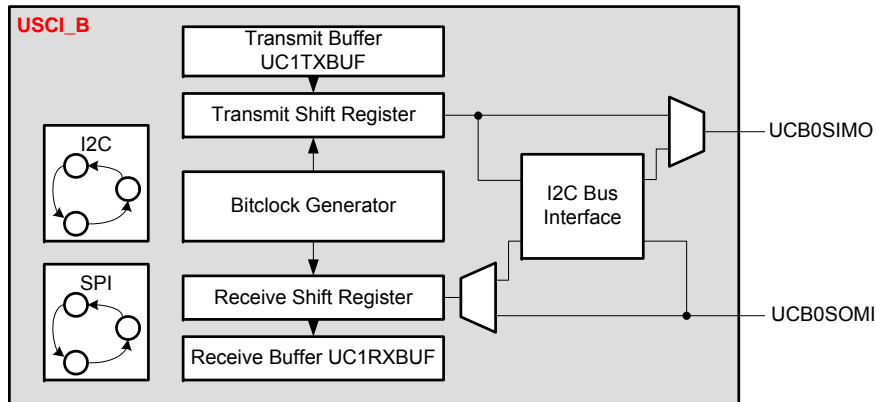 USCI_B
Transmit Buffer
UC1TXBUF
Transmit Shift Register
UCB0SIMO
I2C
I2C Bus
Interface
Bitclock Generator
SPI
Receive Shift Register
UCB0SOMI
Receive Buffer UC1RXBUF